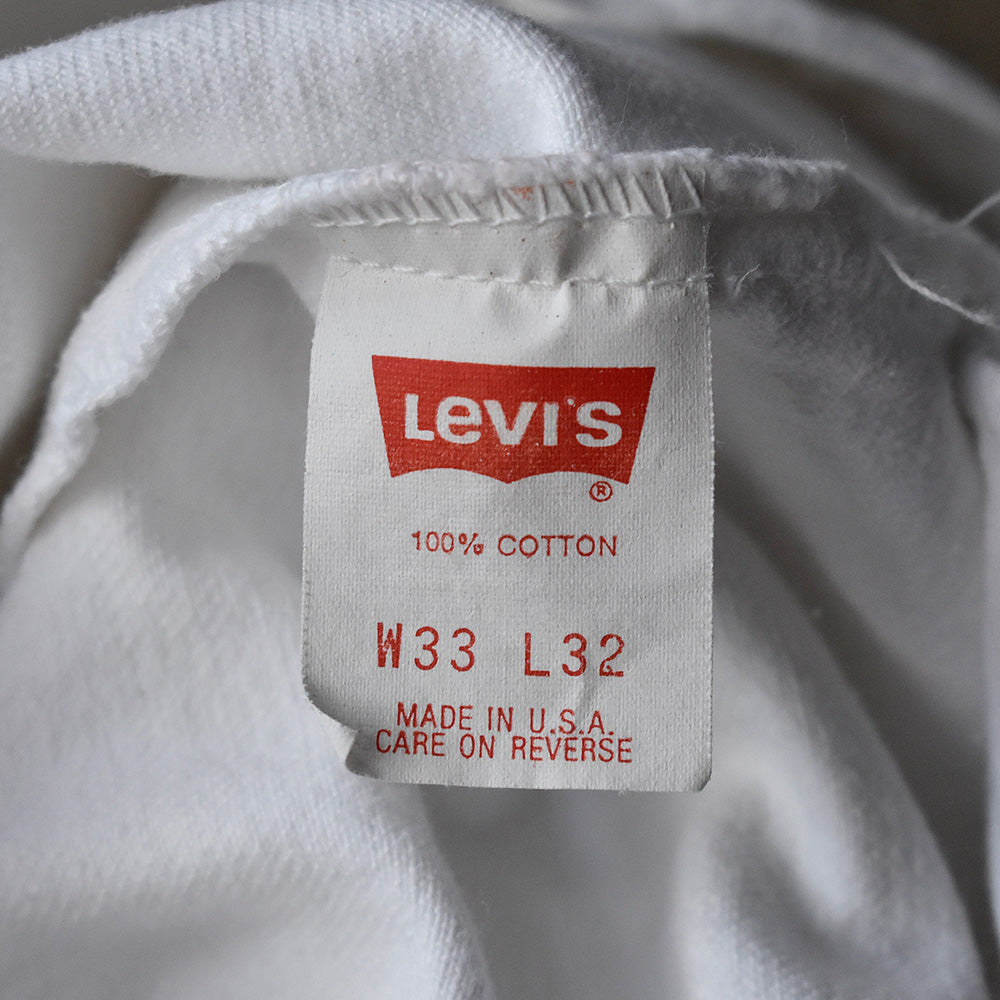 LEVI'S
®
100% COTTON
W33 L32
MADE IN U.S.A.
CARE ON REVERSE